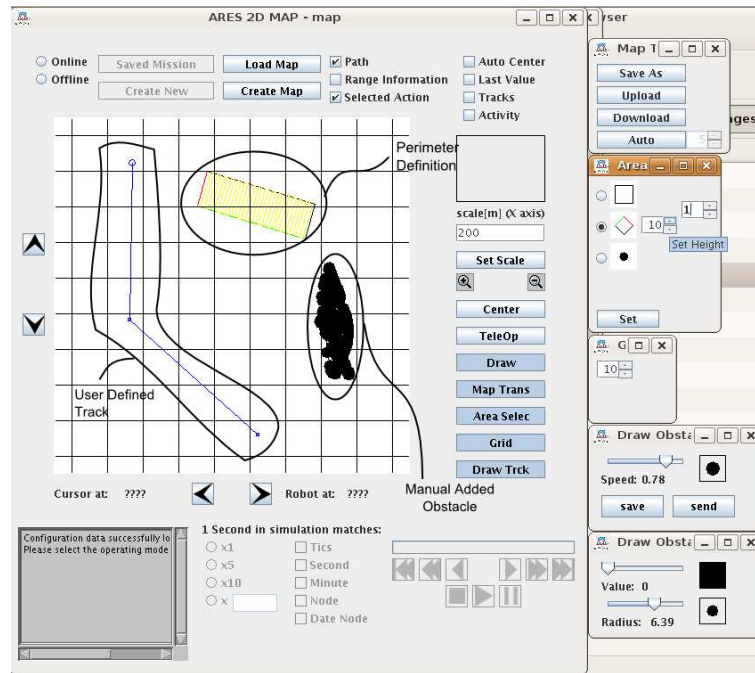 ARES 2D MAP - map
Online
Offline
Saved Mission
Create New
Load Map
Create Map
Path
Range Information
Selected Action
Auto Center
Last Value
Tracks
Activity
Perimeter
Definition
User Defined
Track
Manual Added
Obstacle
scale[m] (X axis)
200
Set Scale
Center
TeleOp
Draw
Map Trans
Area Selec
Grid
Draw Trck
Cursor at: ????
Robot at: ????
Configuration data successfully lo
Please select the operating mode
1 Second in simulation matches:
x1
x5
x10
x
Tics
Second
Minute
Node
Date Node
vser
Map T
Save As
Upload
Download
Auto
5
ages
Area
10
1
Set Height
Set
G
10
Draw Obsta
Speed: 0.78
save
send
Draw Obsta
Value: 0
Radius: 6.39